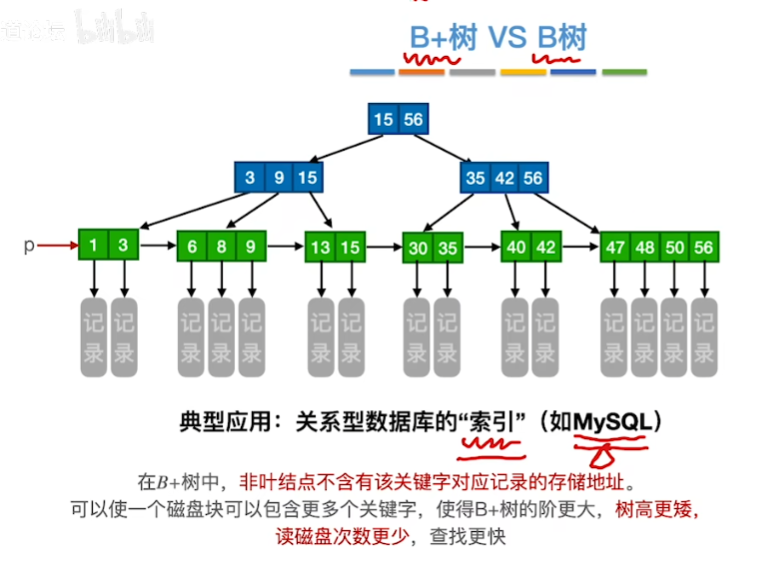 B+树 VS B树
15 56
3 9 15
35 42 56
p
1 3
6 8 9
13 15
30 35
40 42
47 48 50 56
记录 记录 记录 记录 记录 记录 记录 记录 记录 记录 记录 记录 记录 记录 记录
典型应用：关系型数据库的“索引”（如MySQL）
在B+树中，非叶结点不含有该关键字对应记录的存储地址。
可以使一个磁盘块可以包含更多个关键字，使得B+树的阶更大，树高更矮，
读磁盘次数更少，查找更快